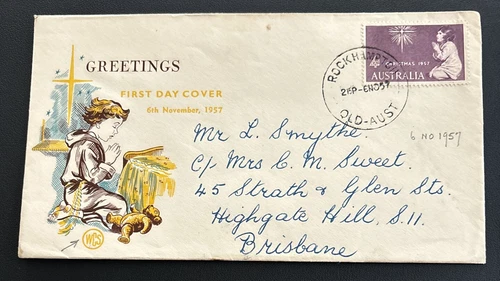 GREETINGS
FIRST DAY COVER
6th November, 1957
WCS
CHRISTMAS 1957
AUSTRALIA
QLD-AUST
6 NO 1957
Mr L. Smythe.
C/ Mrs C. M. Sweet.
45 Strath & Glen Sts.
Highgate Hill, S.11.
Brisbane